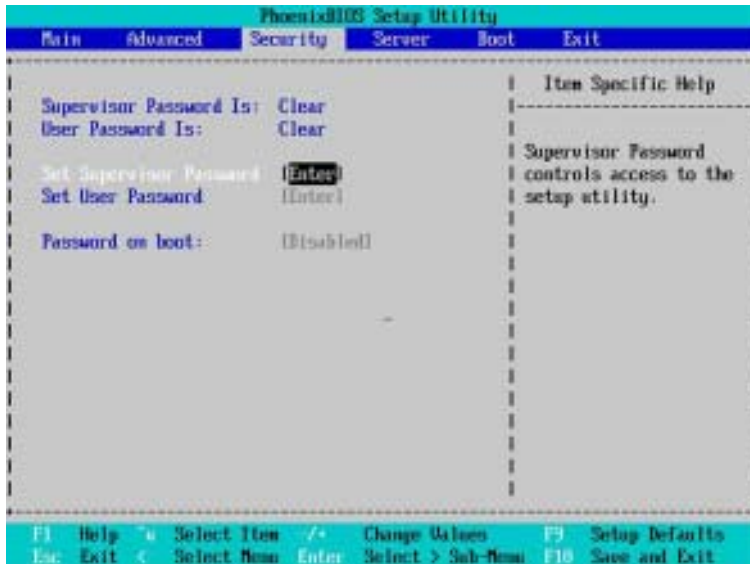 PhoenixBIOS Setup Utility
Main Advanced Security Server Boot Exit
Item Specific Help
Supervisor Password Is: Clear
User Password Is: Clear
Supervisor Password
controls access to the
setup utility.
Set Supervisor Password [Enter]
Set User Password [Enter]
Password on boot: [Disabled]
F1 Help Select Item Change Values F9 Setup Defaults
Esc Exit < Select Menu Enter Select > Sub-Menu F10 Save and Exit